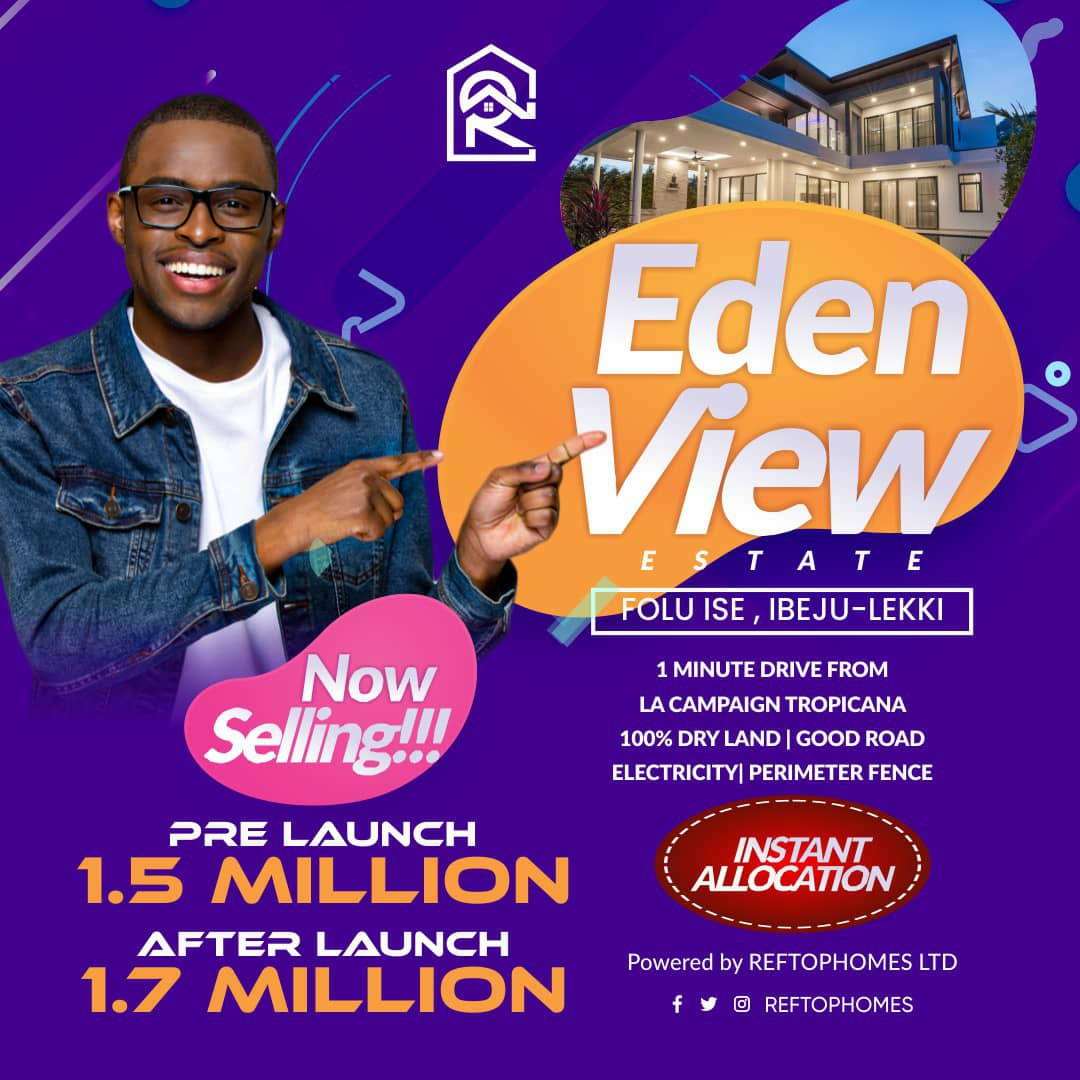 Eden
View
ESTATE
FOLU ISE , IBEJU-LEKKI
1 MINUTE DRIVE FROM
LA CAMPAIGN TROPICANA
100% DRY LAND | GOOD ROAD
ELECTRICITY| PERIMETER FENCE
Now
Selling!!!
PRE LAUNCH
1.5 MILLION
AFTER LAUNCH
1.7 MILLION
INSTANT
ALLOCATION
Powered by REFTOPHOMES LTD
REFTOPHOMES